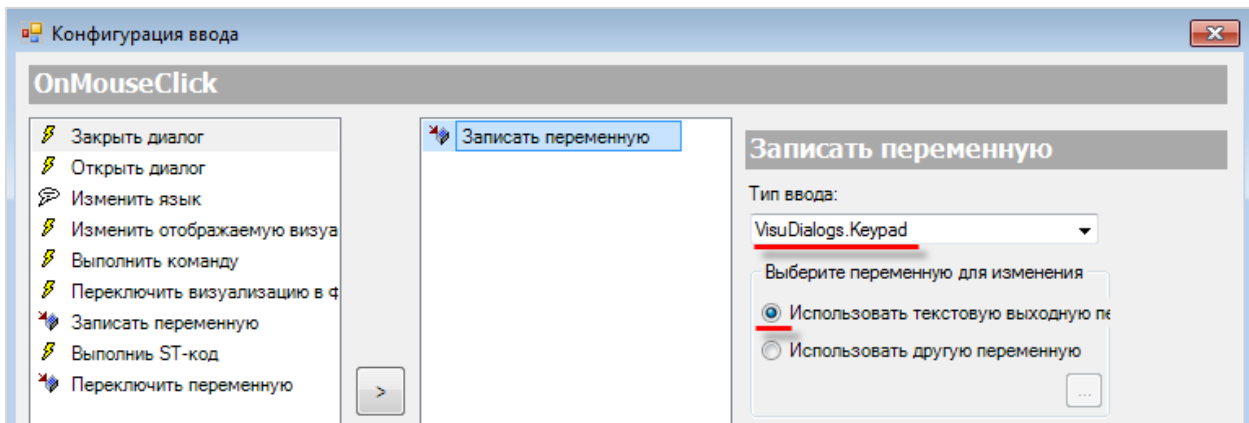 Конфигурация ввода
OnMouseClick
Закрыть диалог
Открыть диалог
Изменить язык
Изменить отображаемую визуа
Выполнить команду
Переключить визуализацию в ф
Записать переменную
Выполниь ST-код
Переключить переменную
>
Записать переменную
Записать переменную
Тип ввода:
VisuDialogs.Keypad
Выберите переменную для изменения
Использовать текстовую выходную пе
Использовать другую переменную
...